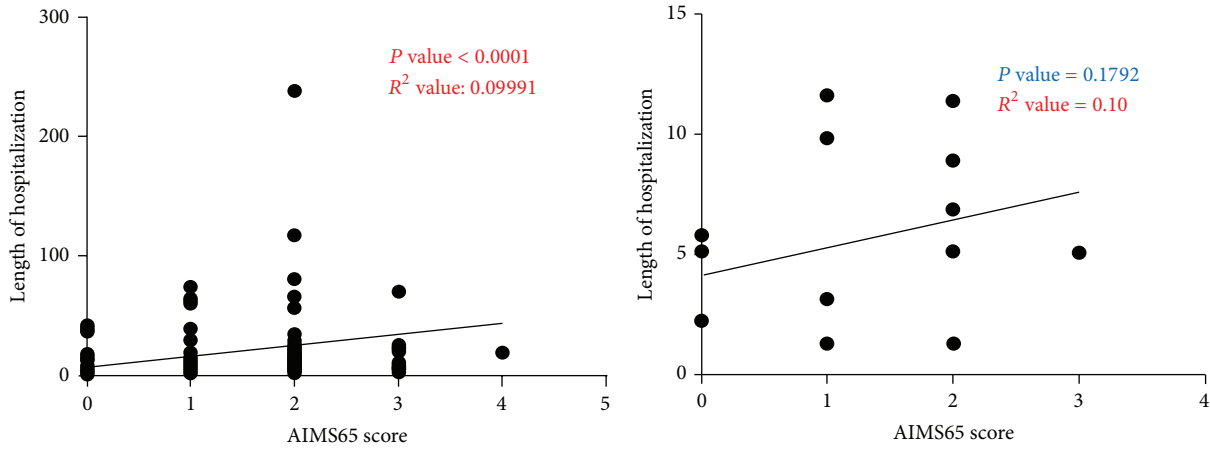 300
200
100
0
Length of hospitalization
P value < 0.0001
R² value: 0.09991
0 1 2 3 4 5
AIMS65 score
15
10
5
0
Length of hospitalization
P value = 0.1792
R² value = 0.10
0 1 2 3 4
AIMS65 score